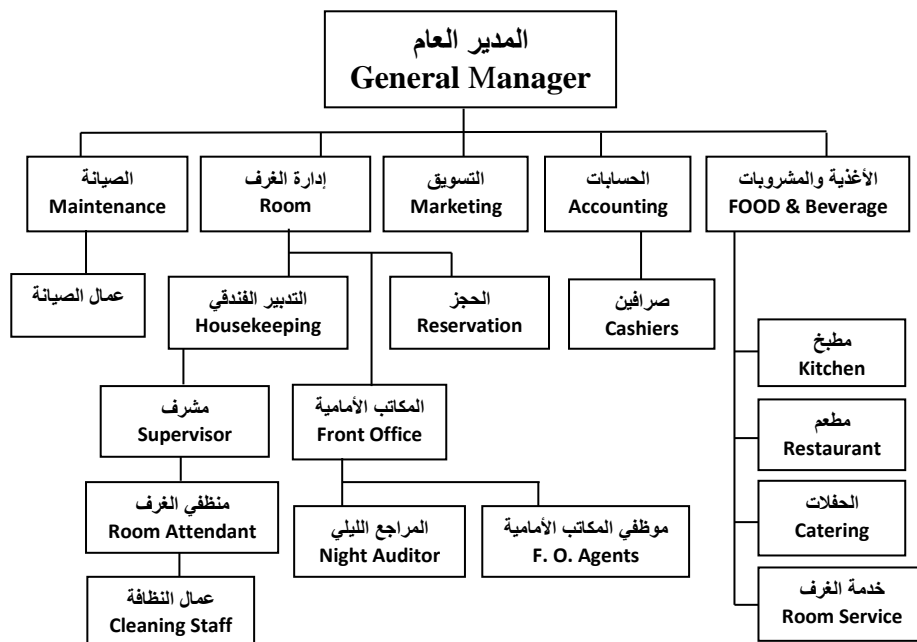 المدير العام
General Manager
الصيانة
Maintenance
إدارة الغرف
Room
التسويق
Marketing
الحسابات
Accounting
الأغذية والمشروبات
FOOD & Beverage
عمال الصيانة
التدبير الفندقي
Housekeeping
الحجز
Reservation
صرافين
Cashiers
مطبخ
Kitchen
مشرف
Supervisor
المكاتب الأمامية
Front Office
مطعم
Restaurant
منظفي الغرف
Room Attendant
المراجع الليلي
Night Auditor
موظفي المكاتب الأمامية
F. O. Agents
الحفلات
Catering
عمال النظافة
Cleaning Staff
خدمة الغرف
Room Service